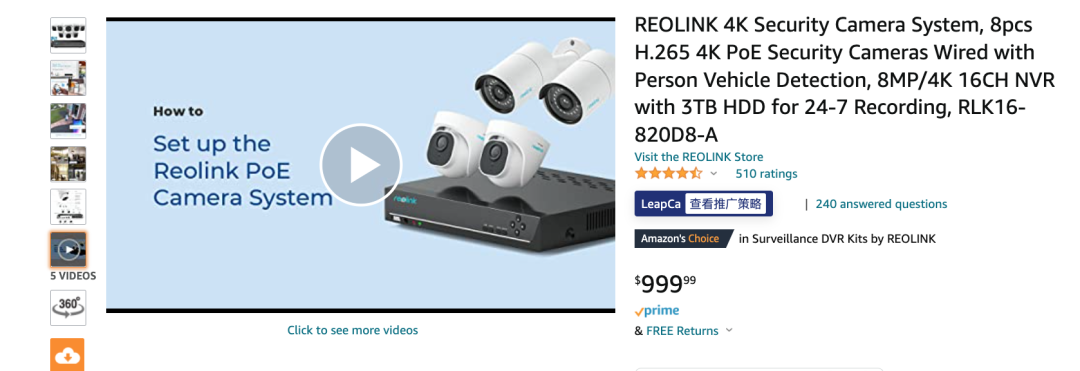 REOLINK 4K Security Camera System, 8pcs
H.265 4K PoE Security Cameras Wired with
Person Vehicle Detection, 8MP/4K 16CH NVR
with 3TB HDD for 24-7 Recording, RLK16-
820D8-A
Visit the REOLINK Store
510 ratings
LeapCa 查看推广策略 | 240 answered questions
Amazon's Choice in Surveillance DVR Kits by REOLINK
$999.99
prime
& FREE Returns
How to
Set up the
Reolink PoE
Camera System
reolink
5 VIDEOS
360°
Click to see more videos